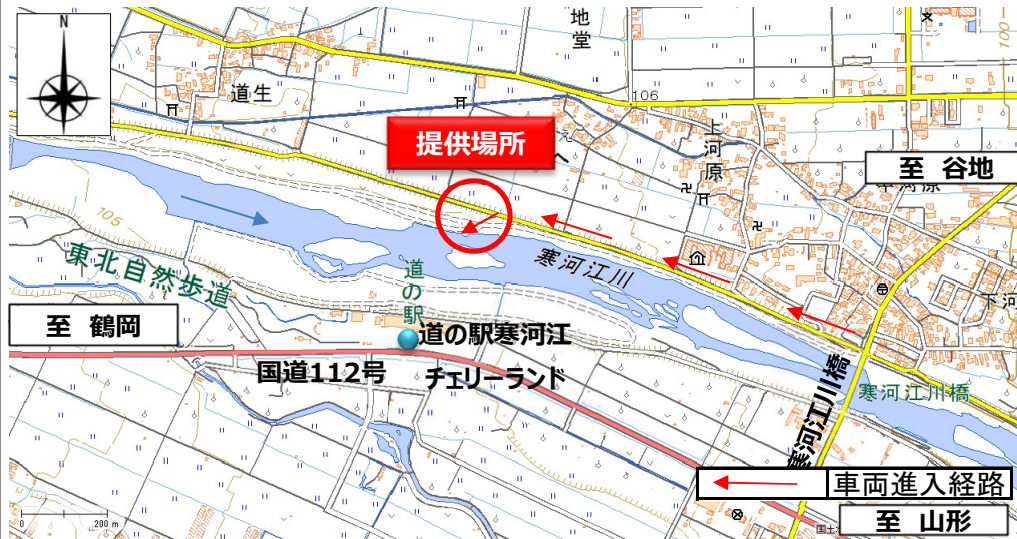 N
地堂
道生
106
100
提供場所
上河原
至 谷地
105
東北自然歩道
寒河江川
道の駅
至 鶴岡
道の駅寒河江
チェリーランド
国道112号
下河
寒河江川橋
寒河江川橋
車両進入経路
0 200 m
至 山形